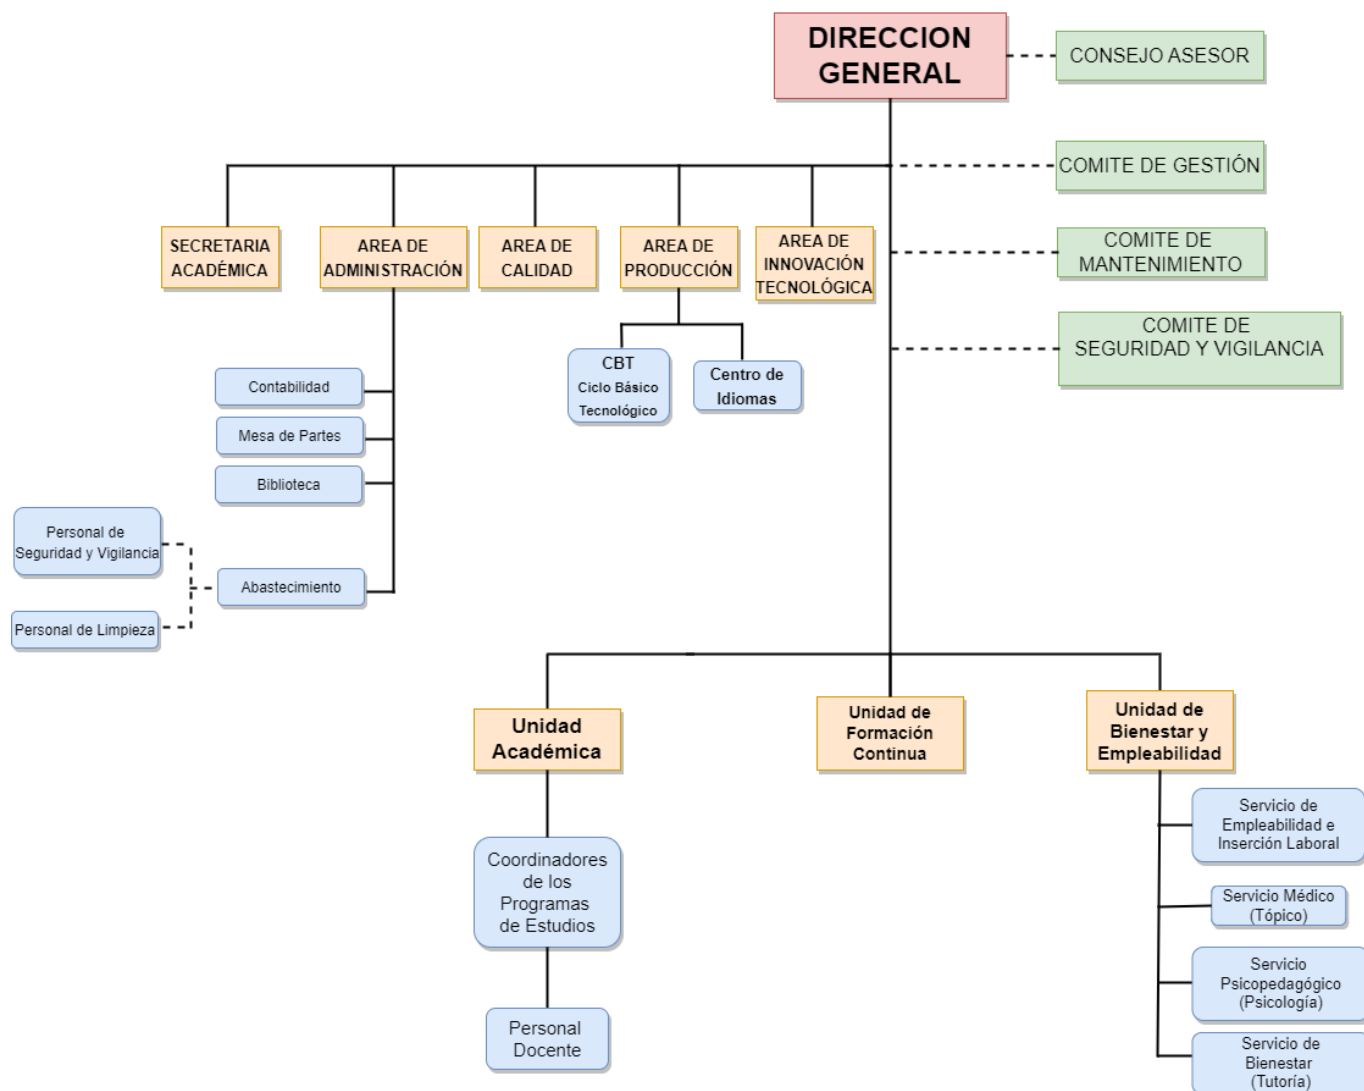 DIRECCION
GENERAL
CONSEJO ASESOR
COMITE DE GESTIÓN
SECRETARIA
ACADÉMICA
AREA DE
ADMINISTRACIÓN
AREA DE
CALIDAD
AREA DE
PRODUCCIÓN
AREA DE
INNOVACIÓN
TECNOLÓGICA
COMITE DE
MANTENIMIENTO
COMITE DE
SEGURIDAD Y VIGILANCIA
CBT
Ciclo Básico
Tecnológico
Centro de
Idiomas
Contabilidad
Mesa de Partes
Biblioteca
Personal de
Seguridad y Vigilancia
Abastecimiento
Personal de Limpieza
Unidad
Académica
Unidad de
Formación
Continua
Unidad de
Bienestar y
Empleabilidad
Coordinadores
de los
Programas
de Estudios
Personal
Docente
Servicio de
Empleabilidad e
Inserción Laboral
Servicio Médico
(Tópico)
Servicio
Psicopedagógico
(Psicología)
Servicio de
Bienestar
(Tutoría)